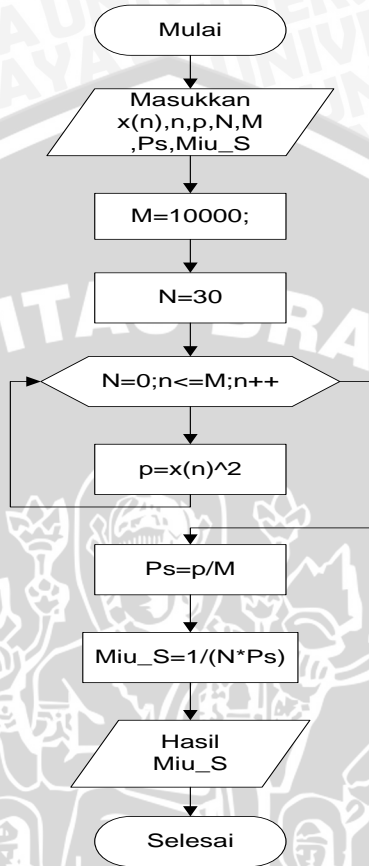 Mulai
Masukkan
x(n),n,p,N,M
,Ps,Miu_S
M=10000;
N=30
N=0;n<=M;n++
p=x(n)^2
Ps=p/M
Miu_S=1/(N*Ps)
Hasil
Miu_S
Selesai